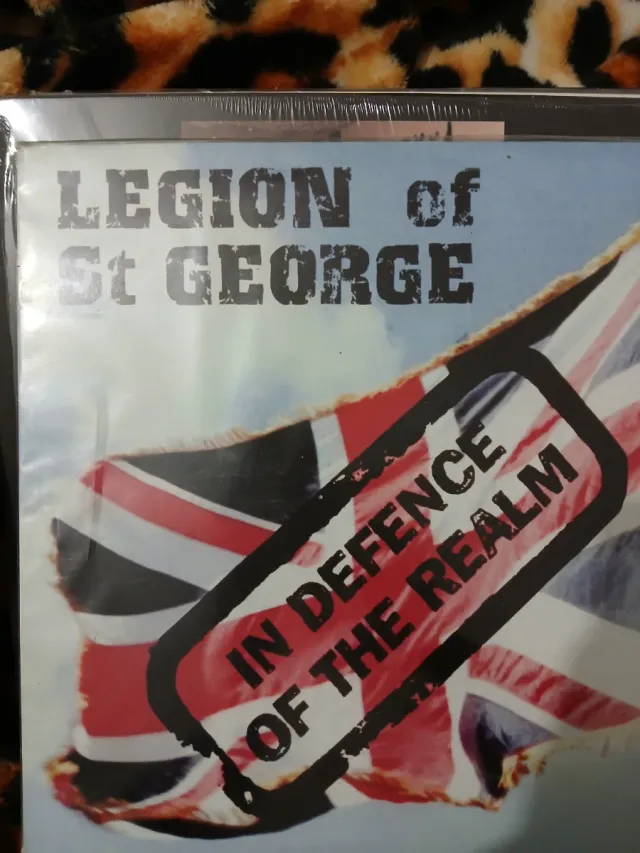 LEGION of
St GEORGE
IN DEFENCE
OF THE REALM